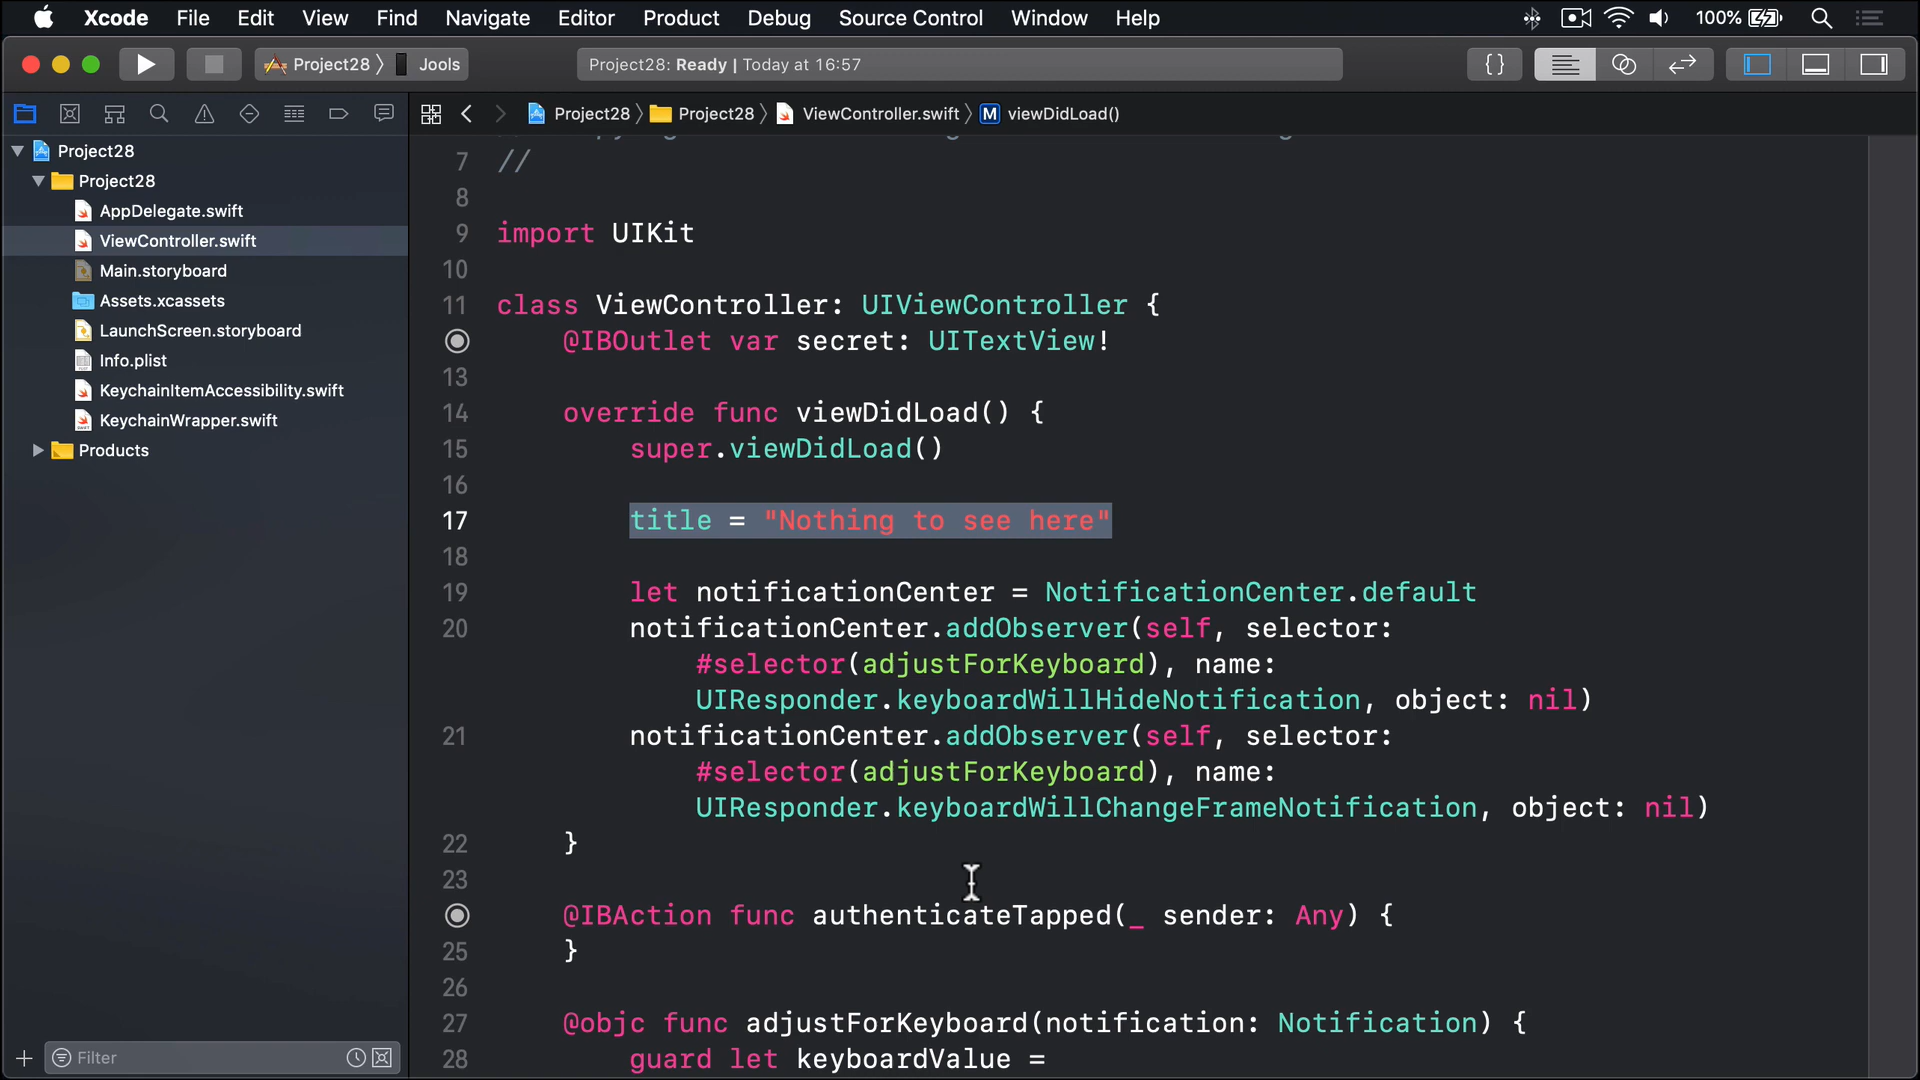 Xcode File Edit View Find Navigate Editor Product Debug Source Control Window Help 100%
Project28 Jools Project28: Ready | Today at 16:57 {}
Project28 Project28 ViewController.swift M viewDidLoad()
Project28
Project28
AppDelegate.swift
ViewController.swift
Main.storyboard
Assets.xcassets
LaunchScreen.storyboard
Info.plist
KeychainItemAccessibility.swift
KeychainWrapper.swift
Products
Filter
7 //
8
9 import UIKit
10
11 class ViewController: UIViewController {
@IBOutlet var secret: UITextView!
13
14 override func viewDidLoad() {
15 super.viewDidLoad()
16
17 title = "Nothing to see here"
18
19 let notificationCenter = NotificationCenter.default
20 notificationCenter.addObserver(self, selector:
#selector(adjustForKeyboard), name:
UIResponder.keyboardWillHideNotification, object: nil)
21 notificationCenter.addObserver(self, selector:
#selector(adjustForKeyboard), name:
UIResponder.keyboardWillChangeFrameNotification, object: nil)
22 }
23
@IBAction func authenticateTapped(_ sender: Any) {
25 }
26
27 @objc func adjustForKeyboard(notification: Notification) {
28 guard let keyboardValue =